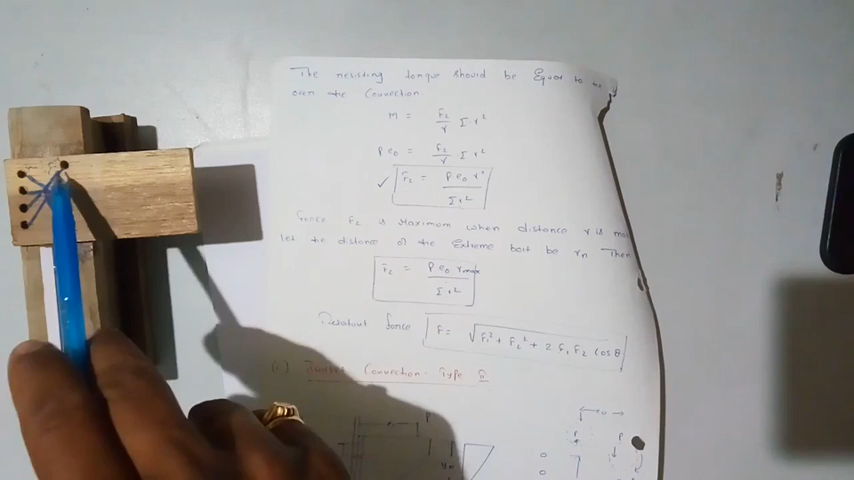 The resisting torque should be Equal to
over the Connection
M = F₂/r Σ r²
P e₀ = F₂/r Σ r²
✓ F₂ = P e₀ r / Σ r²
Force F₂ is Maximum when distance r is
let the distance of the Extreme bolt be rn Then
F₂ = P e₀ rmax / Σ r²
Resultant force F = √F₁² + F₂² + 2 F₁ F₂ cos θ
Connection Type II
P
P
P